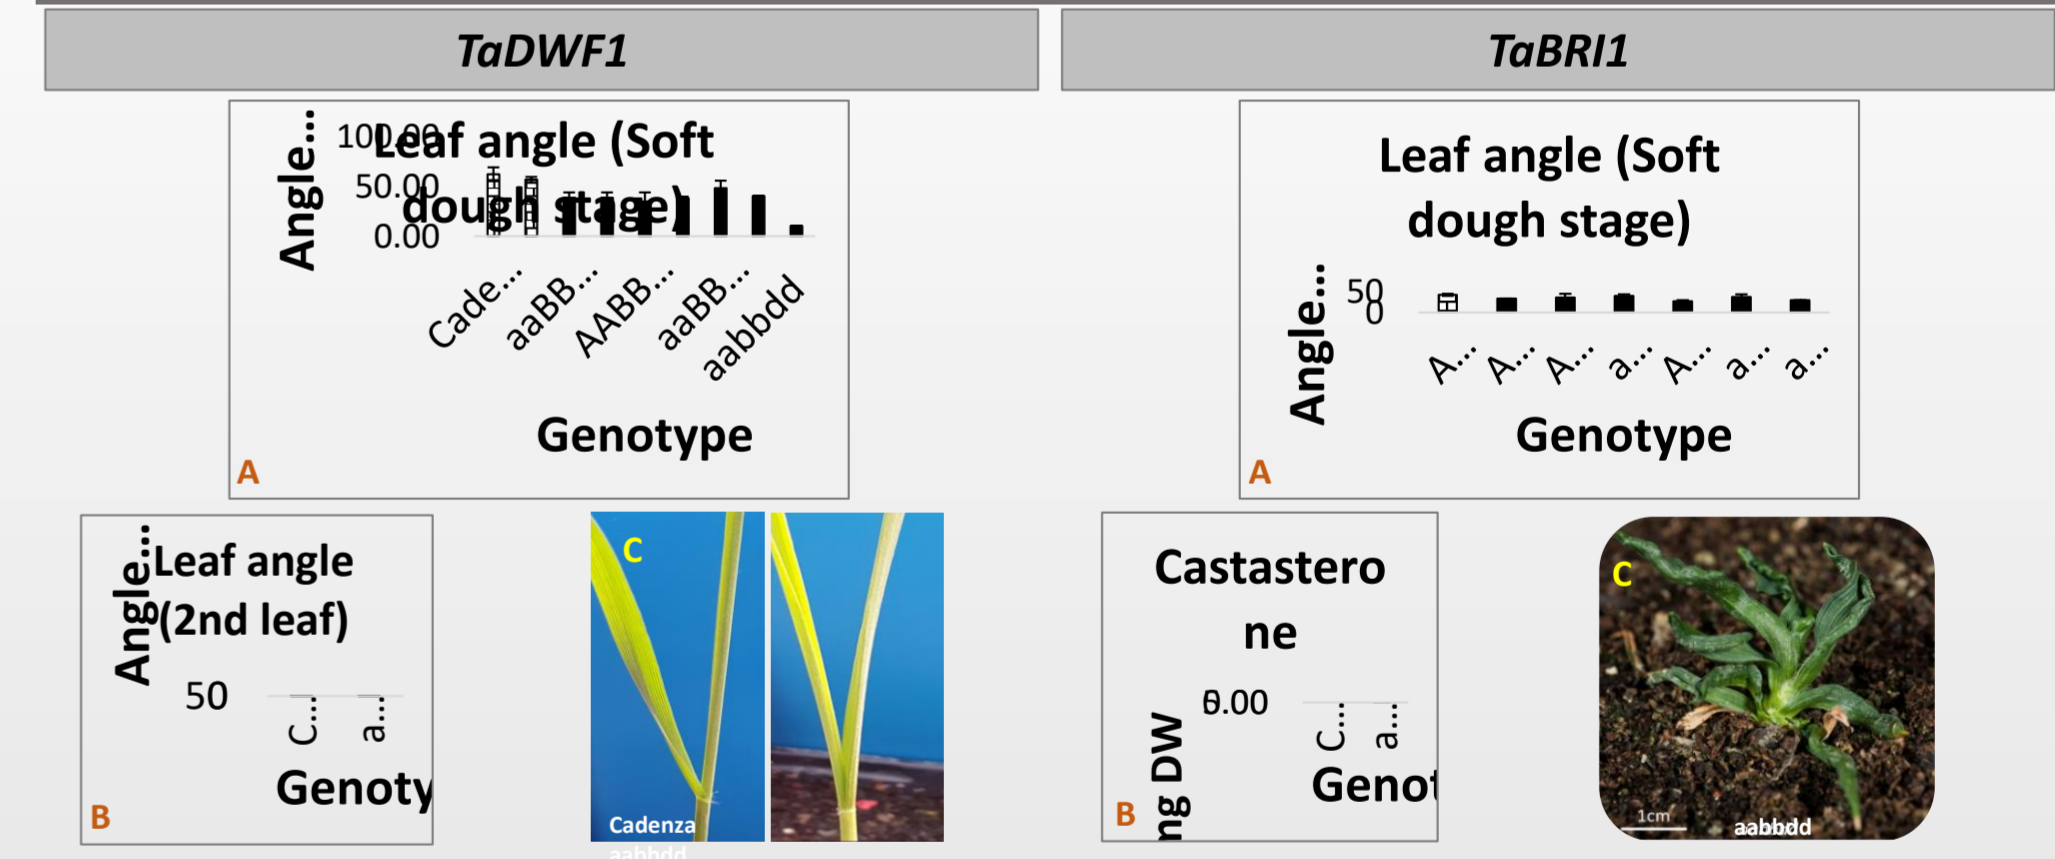 TaDWF1
TaBRI1
Leaf angle (Soft
dough stage)
Angle...
100.00
50.00
0.00
Cade...
aaBB...
AABB...
aaBB...
aabbdd
Genotype
A
Leaf angle (Soft
dough stage)
Angle...
50
0
A...
A...
A...
a...
A...
a...
a...
Genotype
A
Leaf angle
(2nd leaf)
Angle...
50
C...
a...
Genoty
B
C
Cadenza
aabbdd
Castastero
ne
ng DW
C...
a...
Genot
B
C
1cm
aabbdd